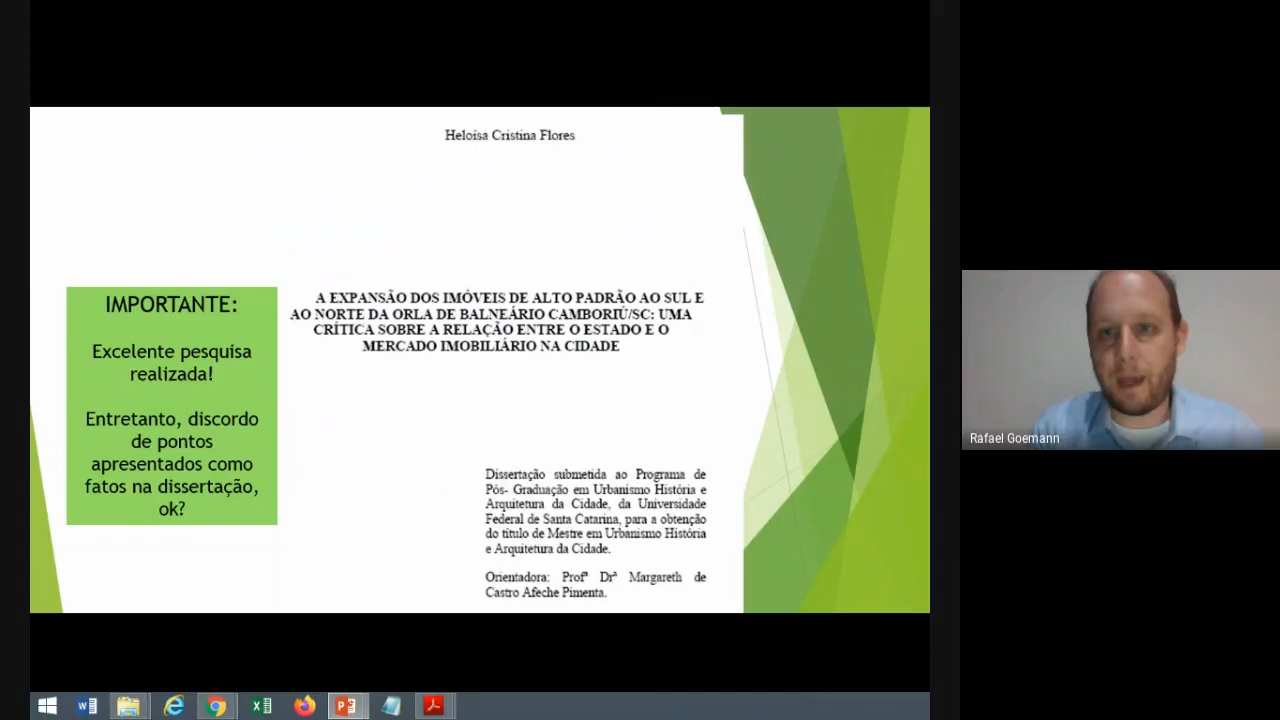 Heloísa Cristina Flores
IMPORTANTE:
Excelente pesquisa
realizada!
Entretanto, discordo
de pontos
apresentados como
fatos na dissertação,
ok?
A EXPANSÃO DOS IMÓVEIS DE ALTO PADRÃO AO SUL E
AO NORTE DA ORLA DE BALNEÁRIO CAMBORIÚ/SC: UMA
CRÍTICA SOBRE A RELAÇÃO ENTRE O ESTADO E O
MERCADO IMOBILIÁRIO NA CIDADE
Dissertação submetida ao Programa de
Pós- Graduação em Urbanismo História e
Arquitetura da Cidade, da Universidade
Federal de Santa Catarina, para a obtenção
do título de Mestre em Urbanismo História
e Arquitetura da Cidade.
Orientadora: Profª Drª Margareth de
Castro Afeche Pimenta.
Rafael Goemann